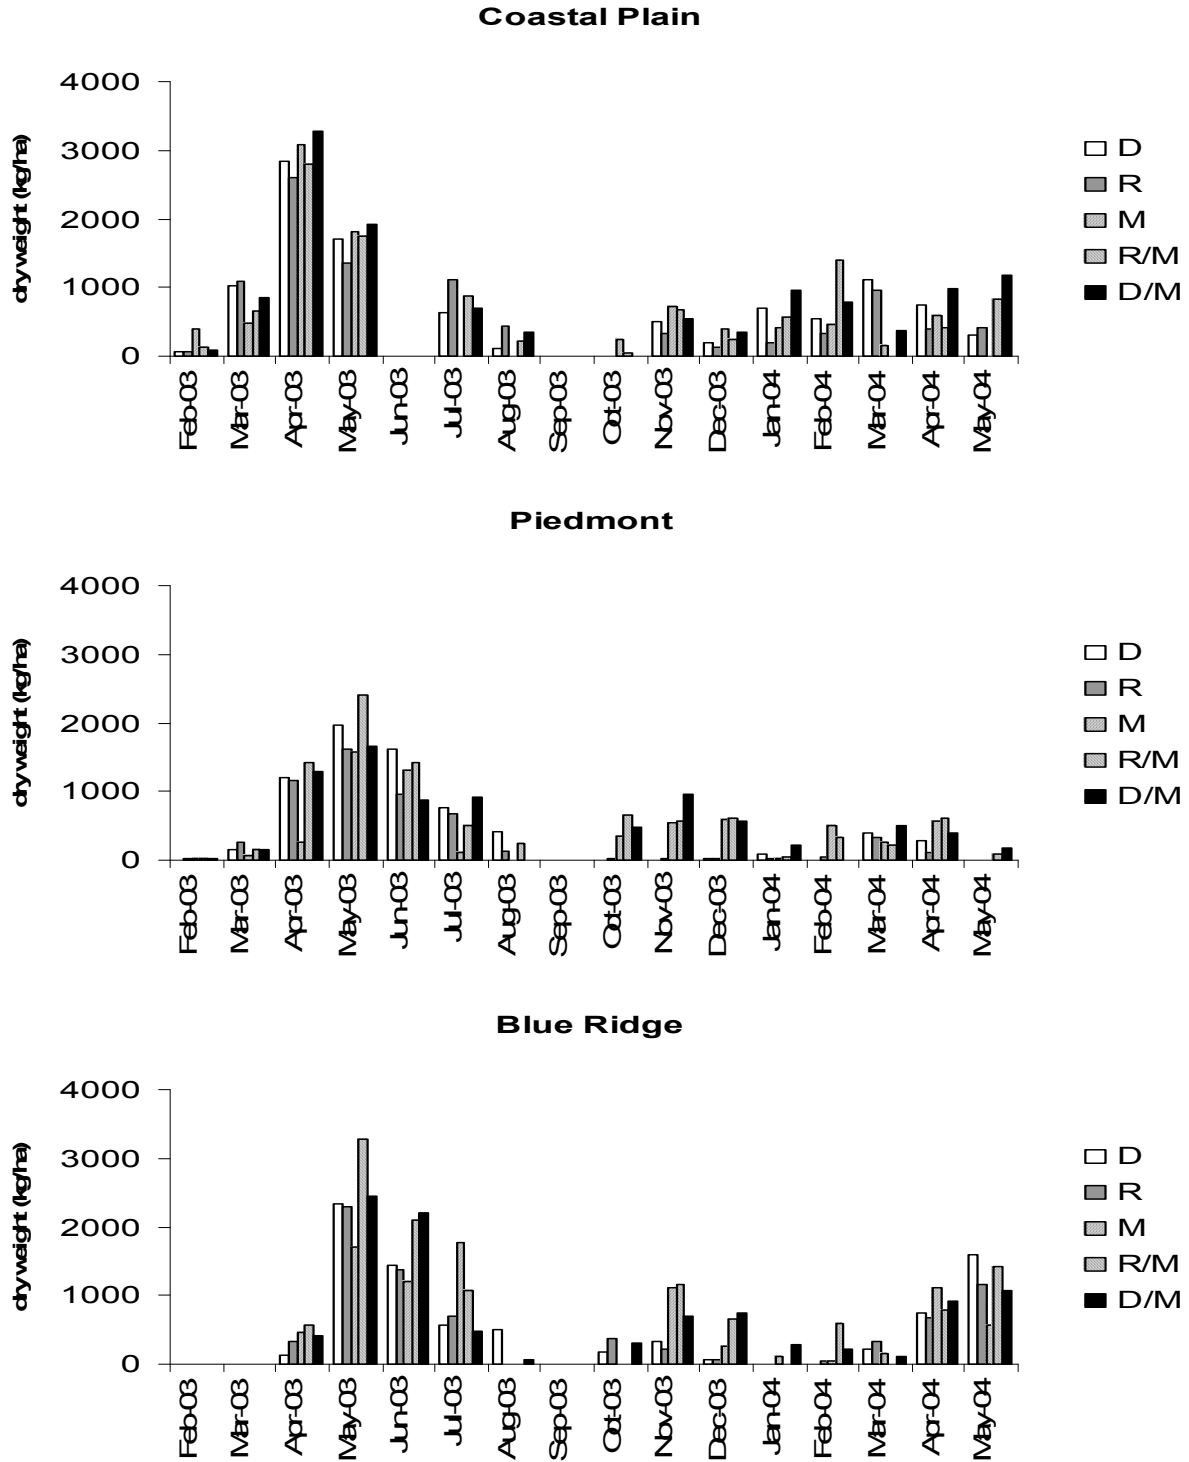 Coastal Plain
4000
3000
2000
1000
0
dry weight (kg/ha)
D
R
M
R/M
D/M
Feb-03
Mar-03
Apr-03
May-03
Jun-03
Jul-03
Aug-03
Sep-03
Oct-03
Nov-03
Dec-03
Jan-04
Feb-04
Mar-04
Apr-04
May-04
Piedmont
4000
3000
2000
1000
0
dry weight (kg/ha)
D
R
M
R/M
D/M
Feb-03
Mar-03
Apr-03
May-03
Jun-03
Jul-03
Aug-03
Sep-03
Oct-03
Nov-03
Dec-03
Jan-04
Feb-04
Mar-04
Apr-04
May-04
Blue Ridge
4000
3000
2000
1000
0
dry weight (kg/ha)
D
R
M
R/M
D/M
Feb-03
Mar-03
Apr-03
May-03
Jun-03
Jul-03
Aug-03
Sep-03
Oct-03
Nov-03
Dec-03
Jan-04
Feb-04
Mar-04
Apr-04
May-04